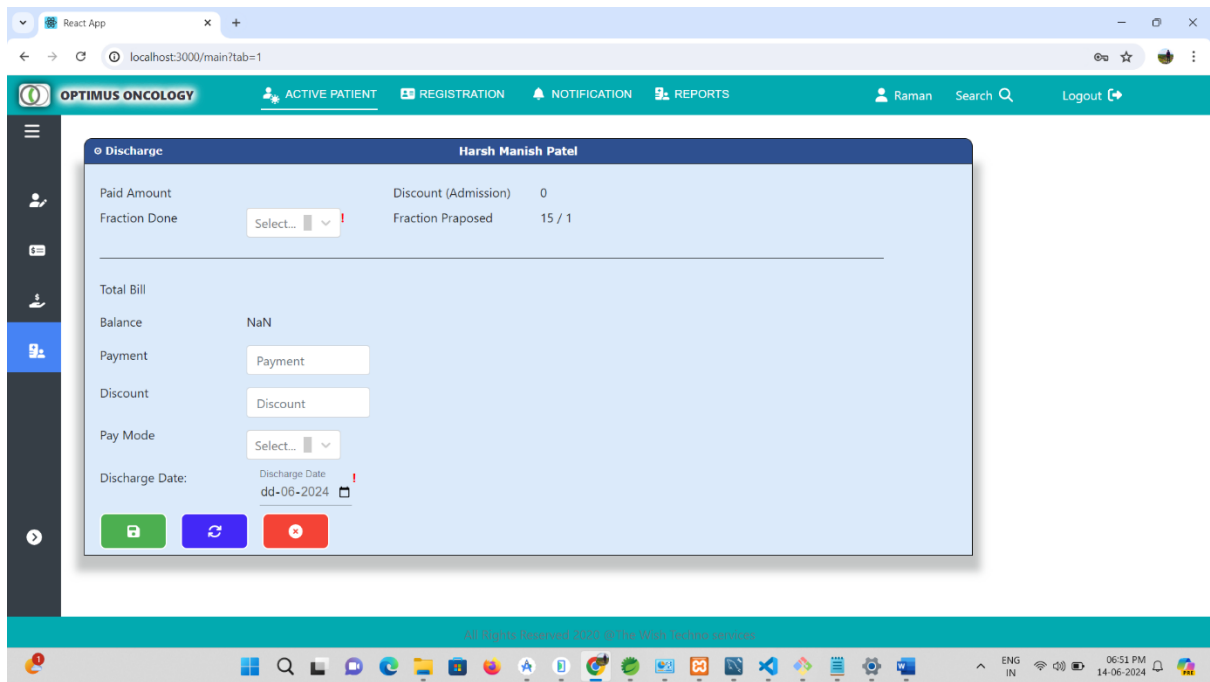 React App
localhost:3000/main?tab=1
OPTIMUS ONCOLOGY ACTIVE PATIENT REGISTRATION NOTIFICATION REPORTS Raman Search Logout
Discharge Harsh Manish Patel
Paid Amount Discount (Admission) 0
Fraction Done Select... ! Fraction Praposed 15 / 1
Total Bill
Balance NaN
Payment Payment
Discount Discount
Pay Mode Select...
Discharge Date: Discharge Date !
dd-06-2024
All Rights Reserved 2020 @The Wish Techno services
ENG 06:51 PM
IN 14-06-2024